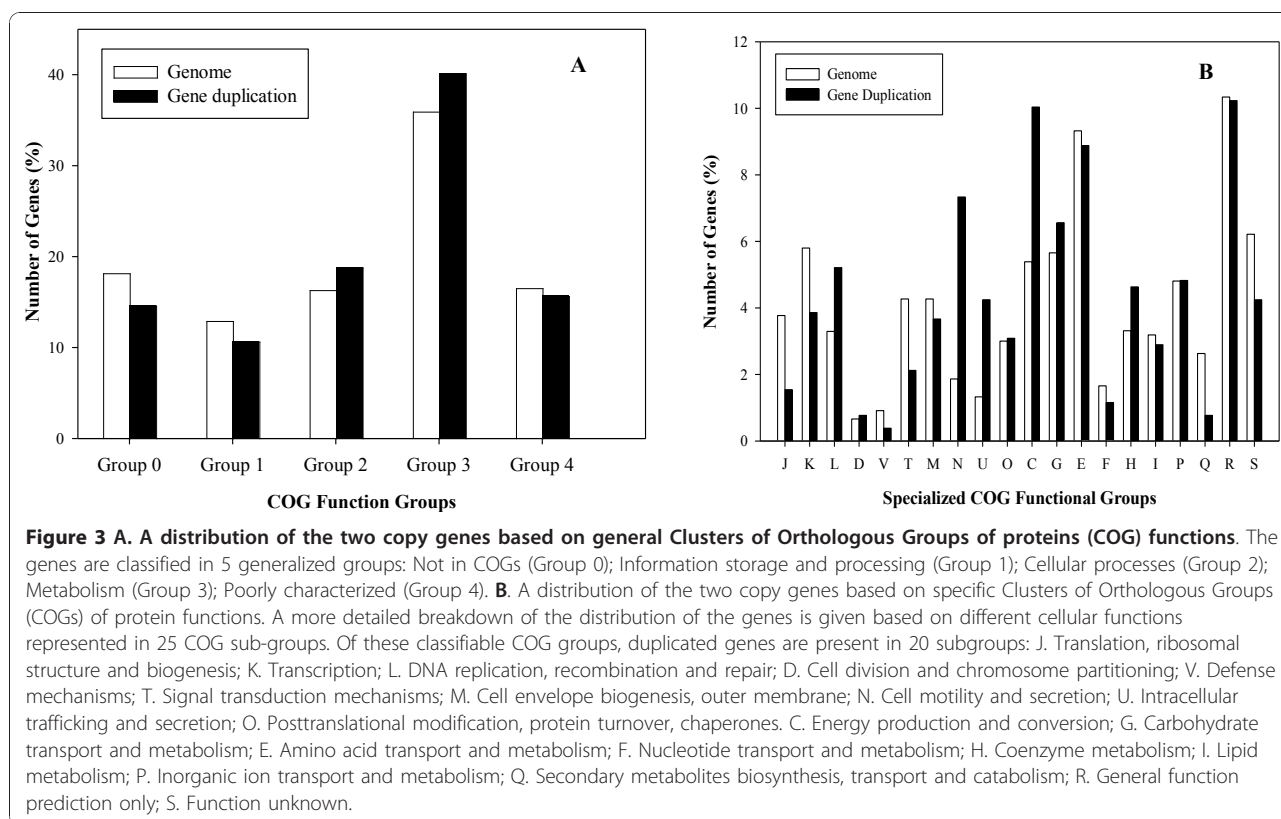 Genome
Gene duplication
A
40
30
20
10
0
Number of Genes (%)
Group 0 Group 1 Group 2 Group 3 Group 4
COG Function Groups
Genome
Gene Duplication
B
12
10
8
6
4
2
0
Number of Genes (%)
J K L D V T M N U O C G E F H I P Q R S
Specialized COG Functional Groups
Figure 3 A. A distribution of the two copy genes based on general Clusters of Orthologous Groups of proteins (COG) functions. The
genes are classified in 5 generalized groups: Not in COGs (Group 0); Information storage and processing (Group 1); Cellular processes (Group 2);
Metabolism (Group 3); Poorly characterized (Group 4). B. A distribution of the two copy genes based on specific Clusters of Orthologous Groups
(COGs) of protein functions. A more detailed breakdown of the distribution of the genes is given based on different cellular functions
represented in 25 COG sub-groups. Of these classifiable COG groups, duplicated genes are present in 20 subgroups: J. Translation, ribosomal
structure and biogenesis; K. Transcription; L. DNA replication, recombination and repair; D. Cell division and chromosome partitioning; V. Defense
mechanisms; T. Signal transduction mechanisms; M. Cell envelope biogenesis, outer membrane; N. Cell motility and secretion; U. Intracellular
trafficking and secretion; O. Posttranslational modification, protein turnover, chaperones. C. Energy production and conversion; G. Carbohydrate
transport and metabolism; E. Amino acid transport and metabolism; F. Nucleotide transport and metabolism; H. Coenzyme metabolism; I. Lipid
metabolism; P. Inorganic ion transport and metabolism; Q. Secondary metabolites biosynthesis, transport and catabolism; R. General function
prediction only; S. Function unknown.